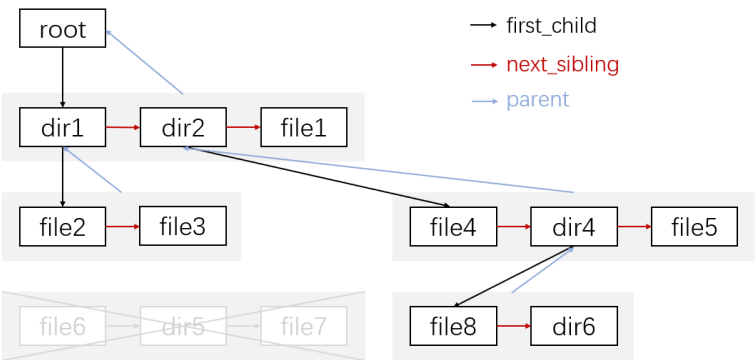 root
first_child
next_sibling
parent
dir1 dir2 file1
file2 file3
file4 dir4 file5
file6 dir5 file7
file8 dir6